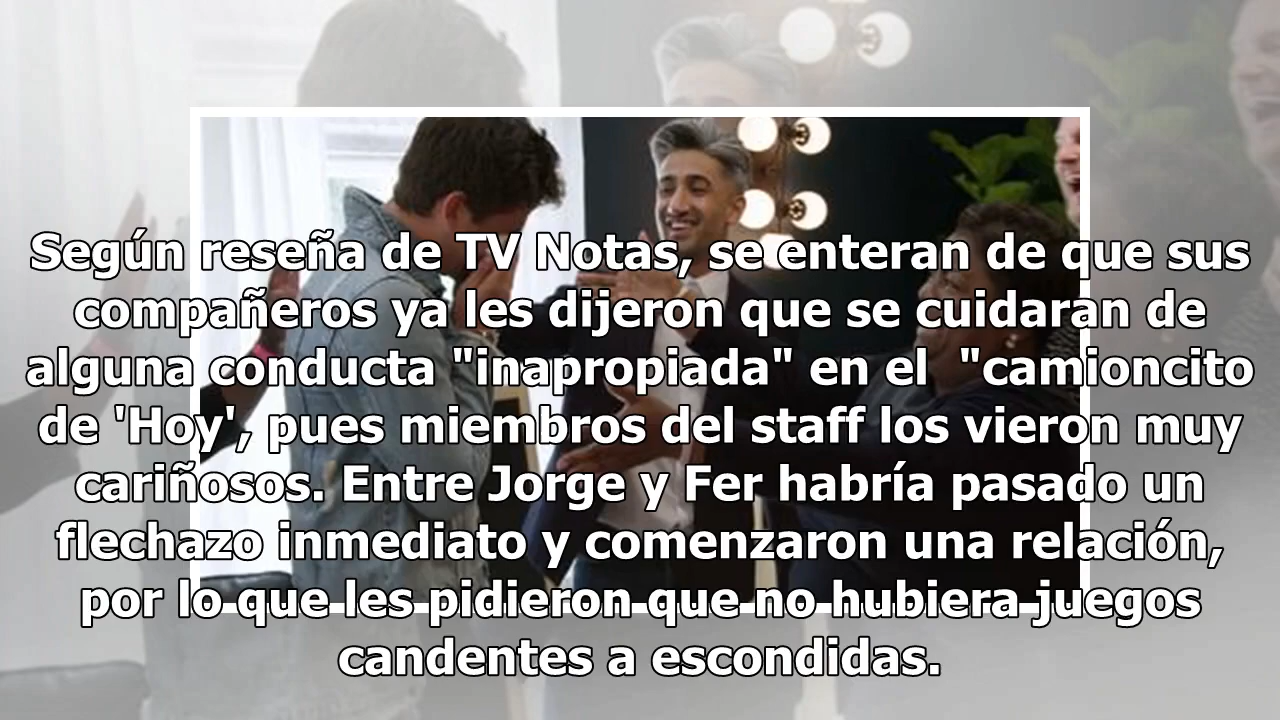 Según reseña de TV Notas, se enteran de que sus
compañeros ya les dijeron que se cuidaran de
alguna conducta "inapropiada" en el  "camioncito
de 'Hoy', pues miembros del staff los vieron muy
cariñosos. Entre Jorge y Fer habría pasado un
flechazo inmediato y comenzaron una relación,
por lo que les pidieron que no hubiera juegos
candentes a escondidas.